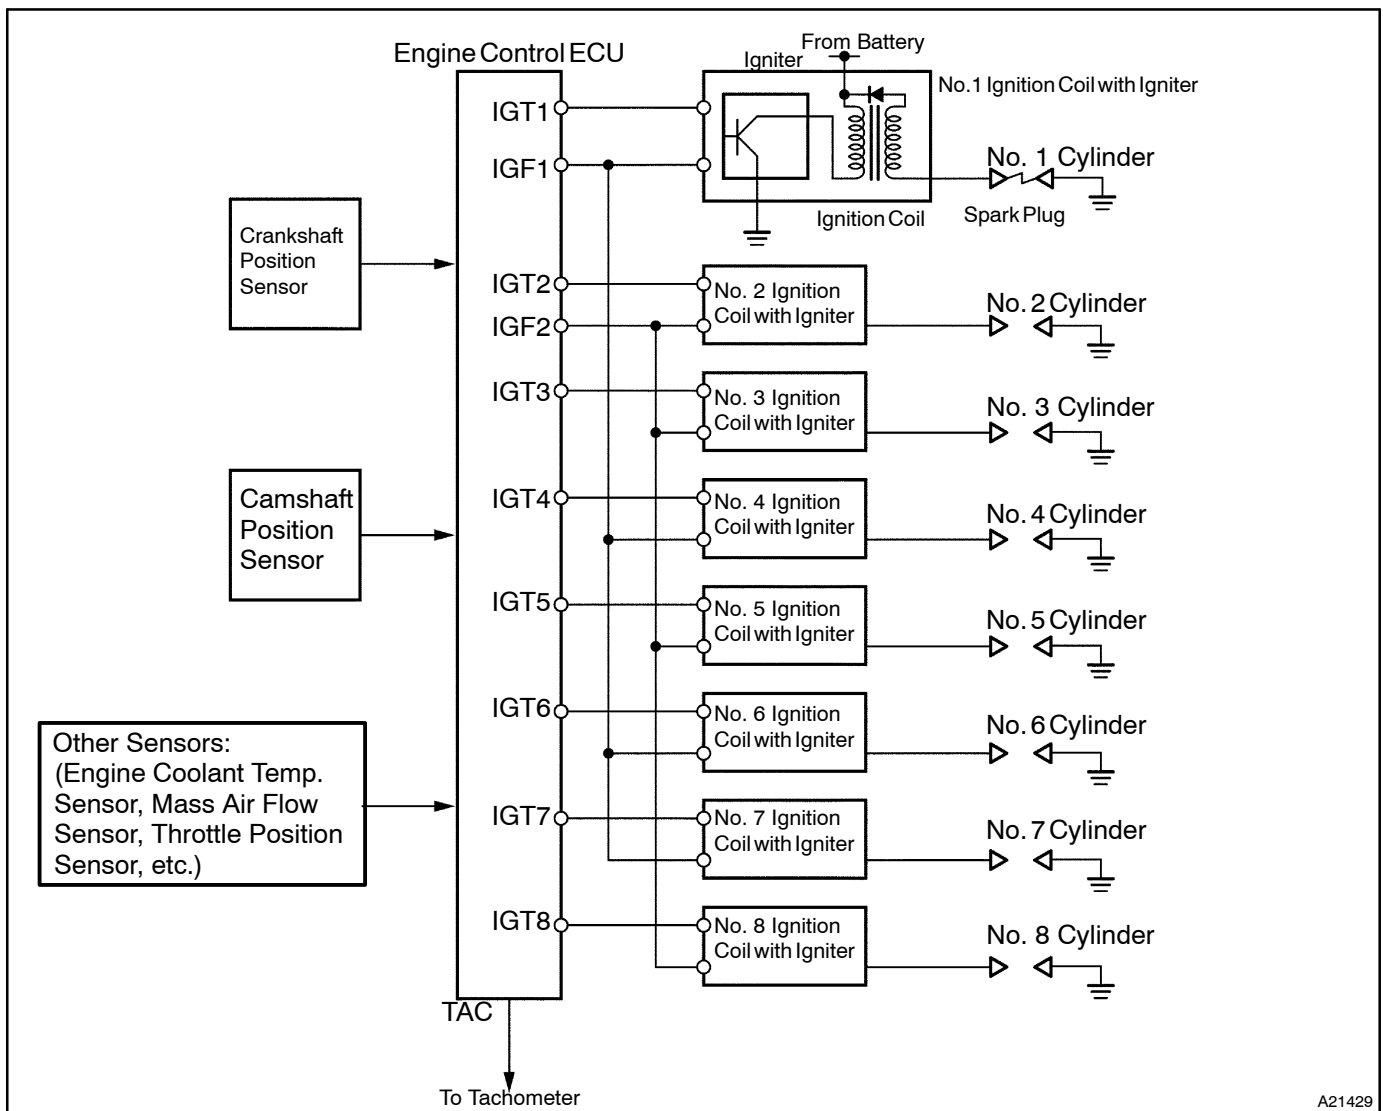 From Battery
Engine Control ECU
Igniter
No.1 Ignition Coil with Igniter
IGT1
IGF1
No. 1 Cylinder
Ignition Coil
Spark Plug
Crankshaft
Position
Sensor
IGT2
No. 2 Ignition
Coil with Igniter
No. 2 Cylinder
IGF2
IGT3
No. 3 Ignition
Coil with Igniter
No. 3 Cylinder
Camshaft
Position
Sensor
IGT4
No. 4 Ignition
Coil with Igniter
No. 4 Cylinder
IGT5
No. 5 Ignition
Coil with Igniter
No. 5 Cylinder
IGT6
No. 6 Ignition
Coil with Igniter
No. 6 Cylinder
Other Sensors:
(Engine Coolant Temp.
Sensor, Mass Air Flow
Sensor, Throttle Position
Sensor, etc.)
IGT7
No. 7 Ignition
Coil with Igniter
No. 7 Cylinder
IGT8
No. 8 Ignition
Coil with Igniter
No. 8 Cylinder
TAC
To Tachometer
A21429